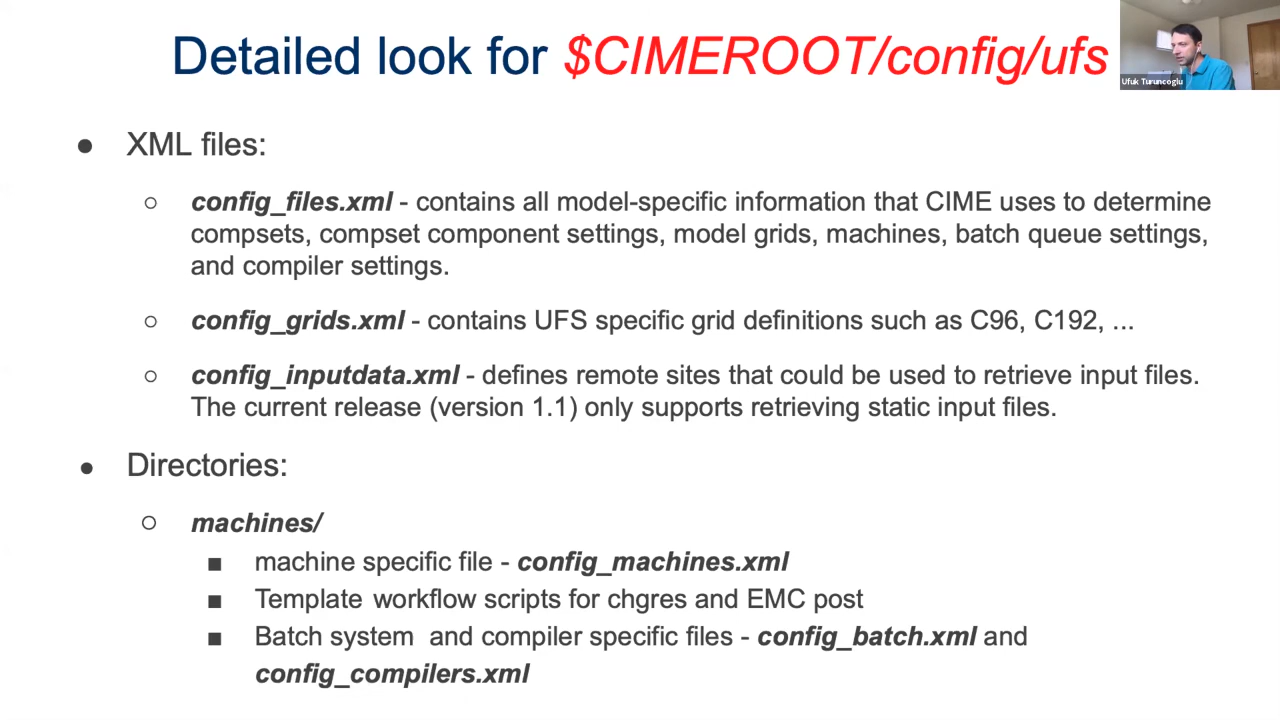 Detailed look for $CIMEROOT/config/ufs
Ufuk Turuncoglu
● XML files:
○ config_files.xml - contains all model-specific information that CIME uses to determine
compsets, compset component settings, model grids, machines, batch queue settings,
and compiler settings.
○ config_grids.xml - contains UFS specific grid definitions such as C96, C192, ...
○ config_inputdata.xml - defines remote sites that could be used to retrieve input files.
The current release (version 1.1) only supports retrieving static input files.
● Directories:
○ machines/
■ machine specific file - config_machines.xml
■ Template workflow scripts for chgres and EMC post
■ Batch system and compiler specific files - config_batch.xml and
config_compilers.xml